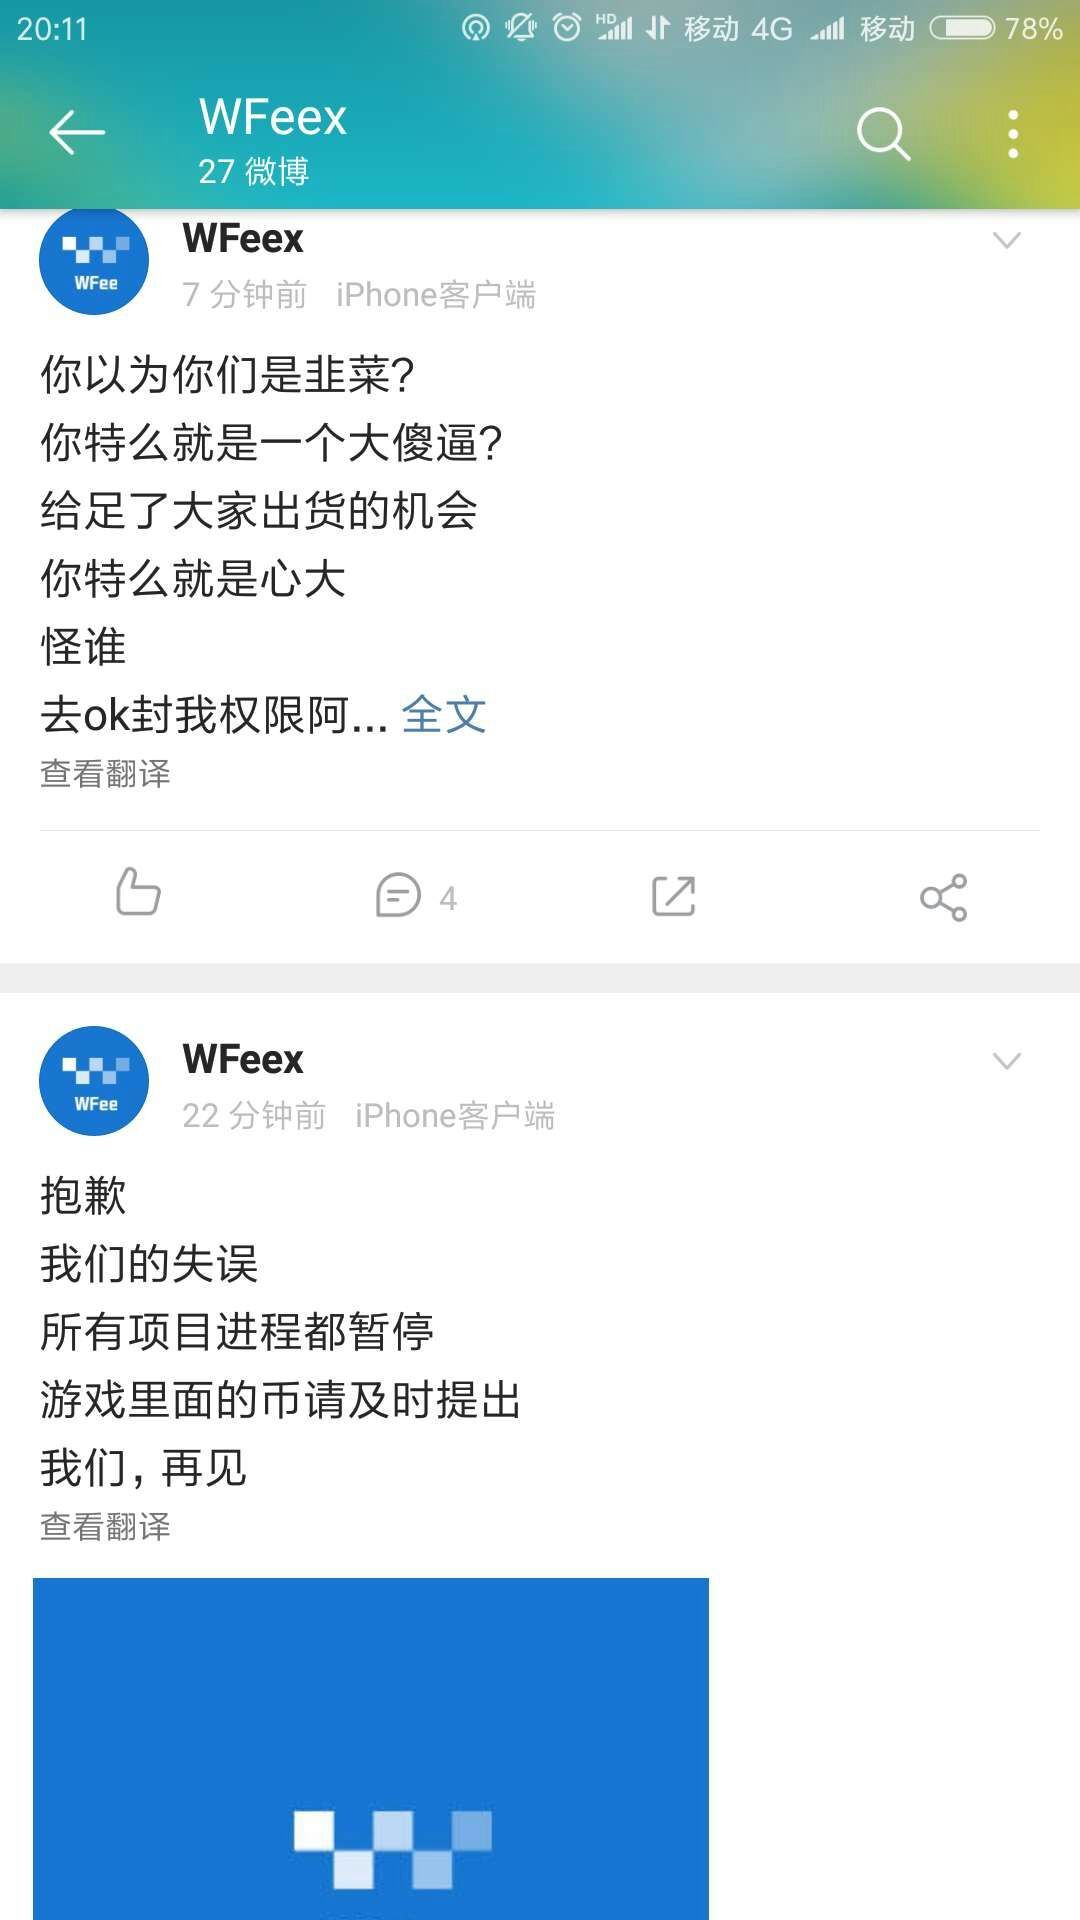 20:11 HD 移动 4G 移动 78%
WFeex
27 微博
WFee
WFeex
7 分钟前 iPhone客户端
你以为你们是韭菜?
你特么就是一个大傻逼?
给足了大家出货的机会
你特么就是心大
怪谁
去ok封我权限阿... 全文
查看翻译
4
WFee
WFeex
22 分钟前 iPhone客户端
抱歉
我们的失误
所有项目进程都暂停
游戏里面的币请及时提出
我们, 再见
查看翻译